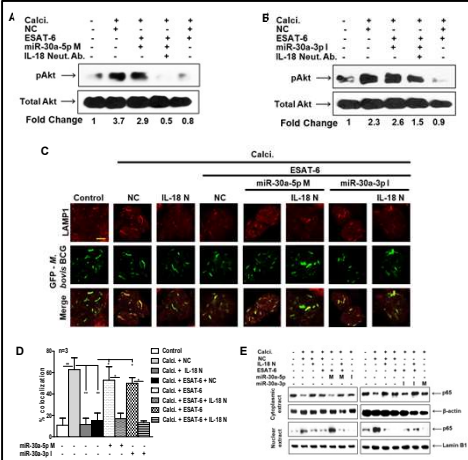 A
Calci. - + + + + +
NC
ESAT-6
miR-30a-5p M
IL-18 Neut. Ab.
pAkt
Total Akt
Fold Change 1 3.7 2.9 0.5 0.8
B
Calci. - + + + +
NC
ESAT-6
miR-30a-3p I
IL-18 Neut. Ab.
pAkt
Total Akt
Fold Change 1 2.3 2.6 1.5 0.9
C
Calci.
ESAT-6
miR-30a-5p M miR-30a-3p I
Control NC IL-18 N NC IL-18 N IL-18 N
LAMP1
GFP - M. bovis BCG
Merge
D
n=3
% colocalization
80
60
40
20
0
Control
Calci. + NC
Calci. + IL-18 N
Calci. + ESAT-6 + NC
Calci. + ESAT-6
Calci. + ESAT-6 + IL-18 N
Calci. + ESAT-6
Calci. + ESAT-6 + IL-18 N
miR-30a-5p M - - - - + + - -
miR-30a-3p I - - - - - - + +
E
Calci.
NC
IL-18 N
ESAT-6
miR-30a-5p
miR-30a-3p
Cytoplasmic extract
p65
β-actin
Nuclear extract
p65
Lamin B1